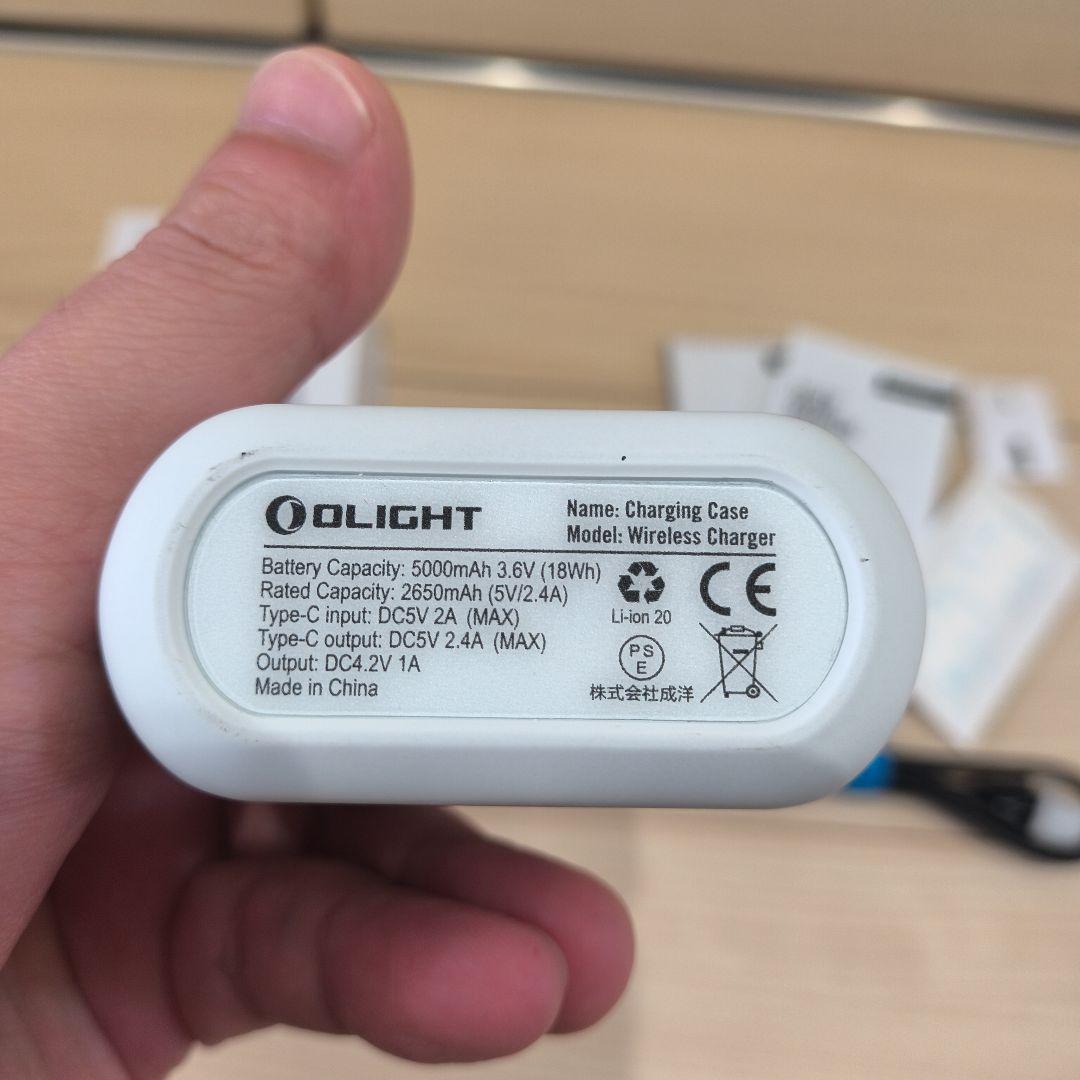 OLIGHT
Name: Charging Case
Model: Wireless Charger
Battery Capacity: 5000mAh 3.6V (18Wh)
Rated Capacity: 2650mAh (5V/2.4A)
Type-C input: DC5V 2A (MAX)
Type-C output: DC5V 2.4A (MAX)
Output: DC4.2V 1A
Made in China
Li-ion 20
CE
PS
E
株式会社成洋